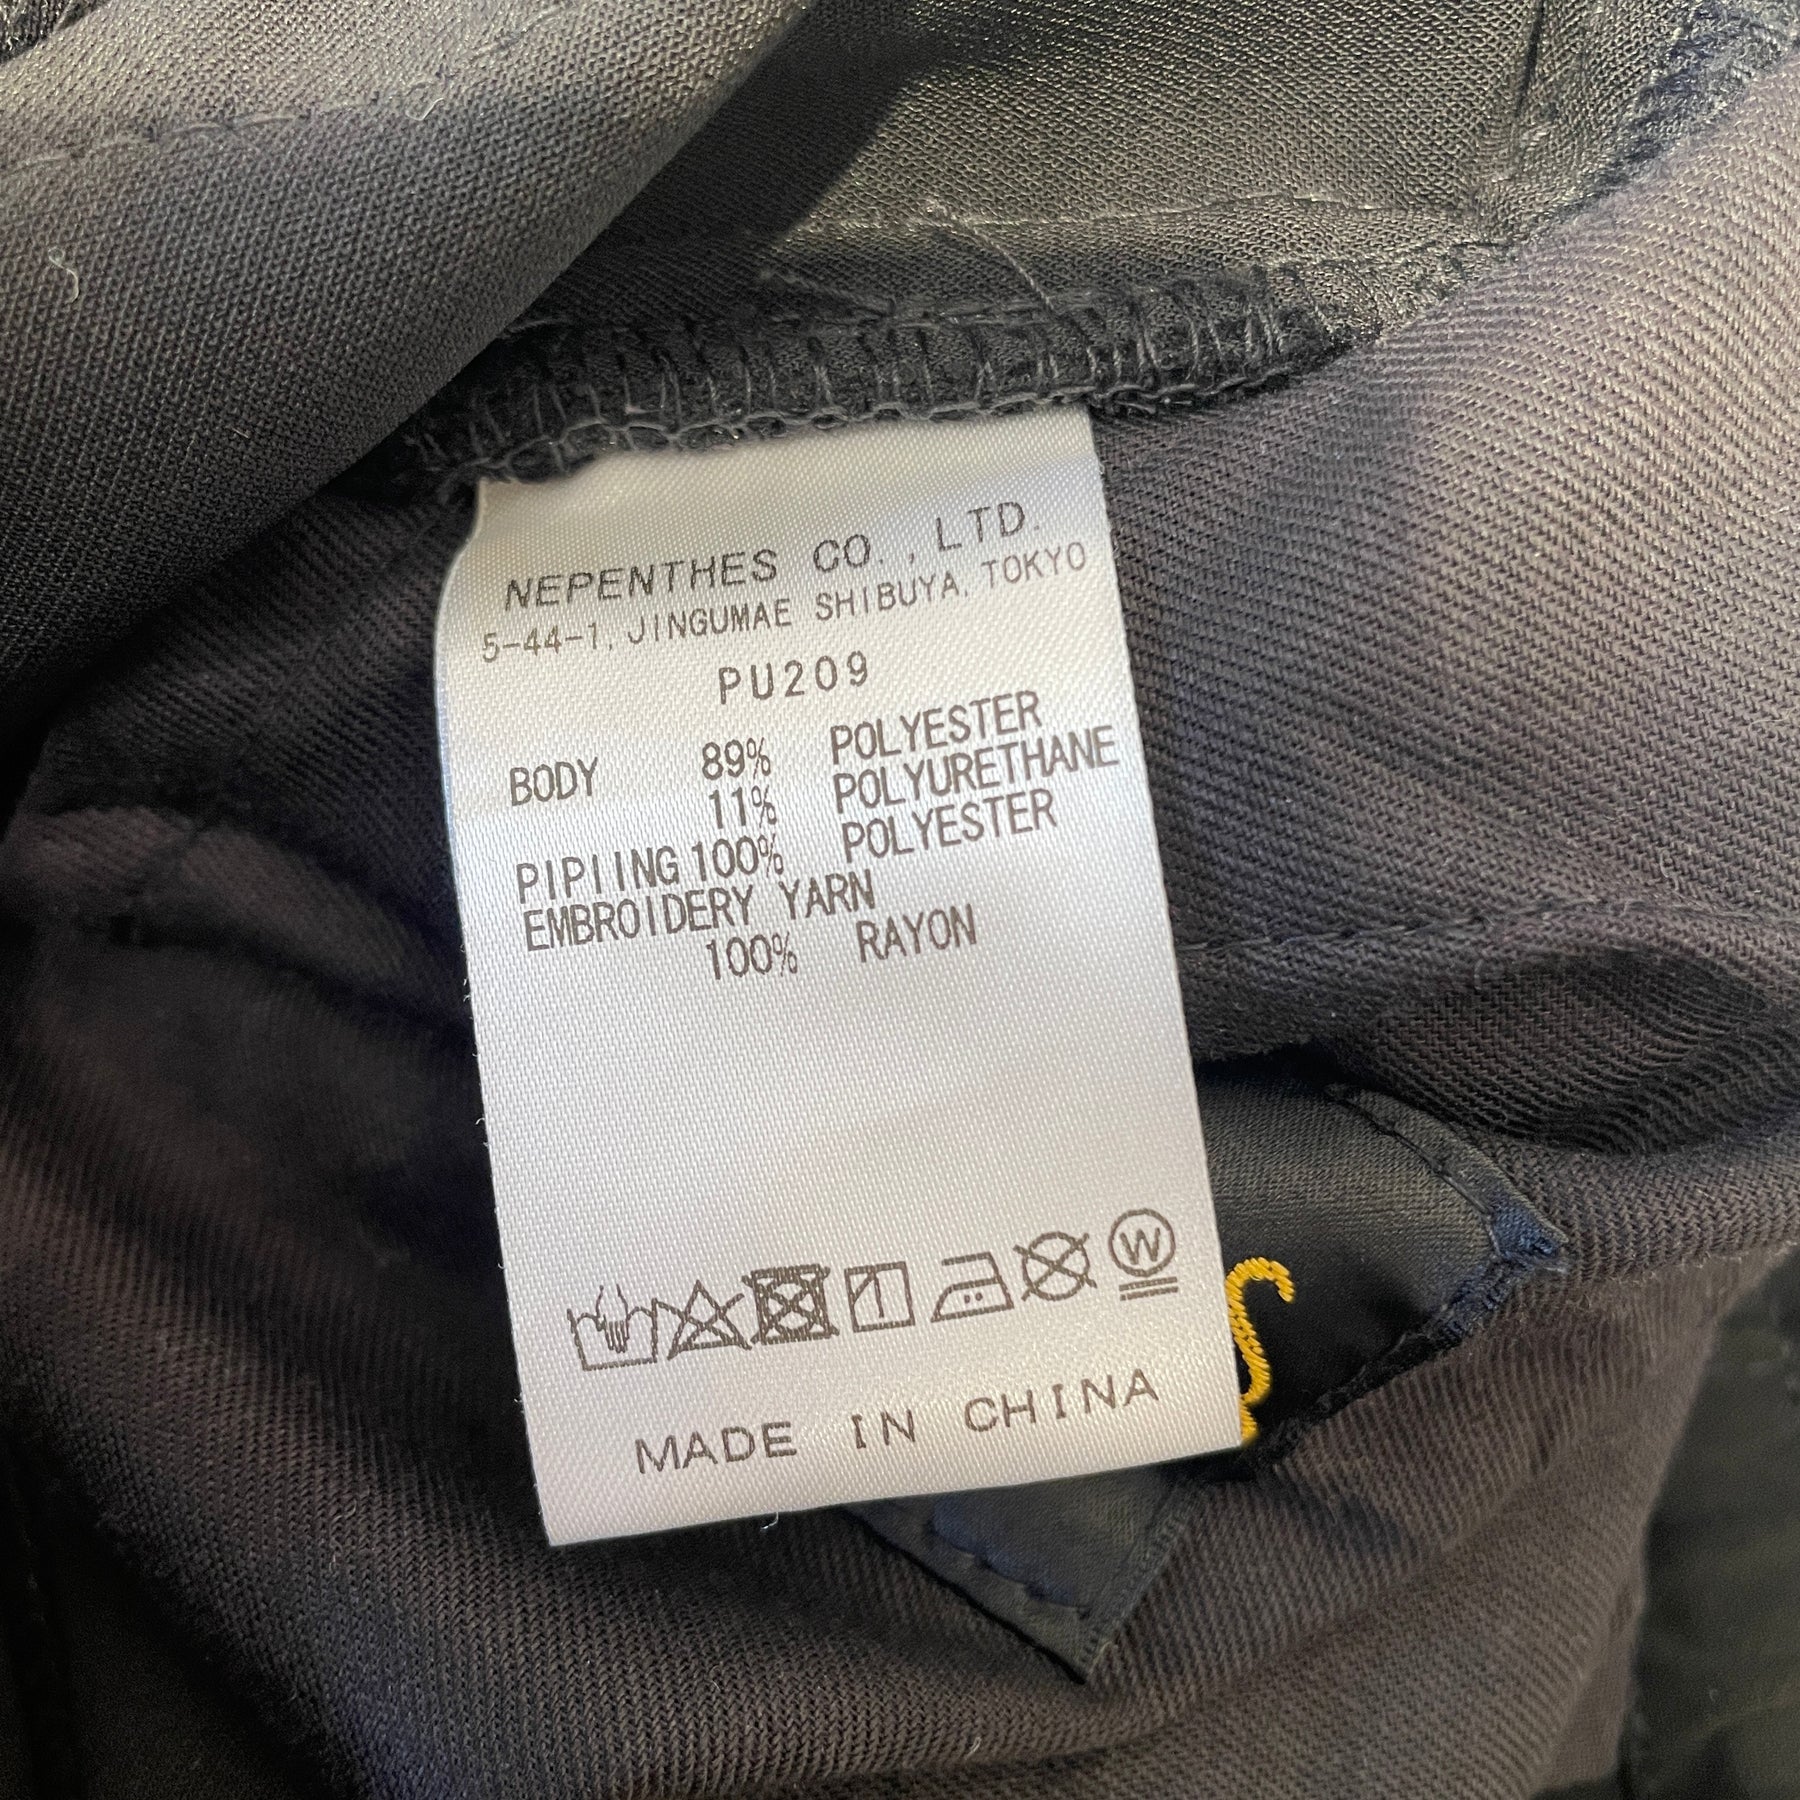 NEPENTHES CO., LTD.
5-44-1, JINGUMAE SHIBUYA, TOKYO
PU209
BODY 89% POLYESTER
11% POLYURETHANE
PIPIING 100% POLYESTER
EMBROIDERY YARN
100% RAYON
W
MADE IN CHINA